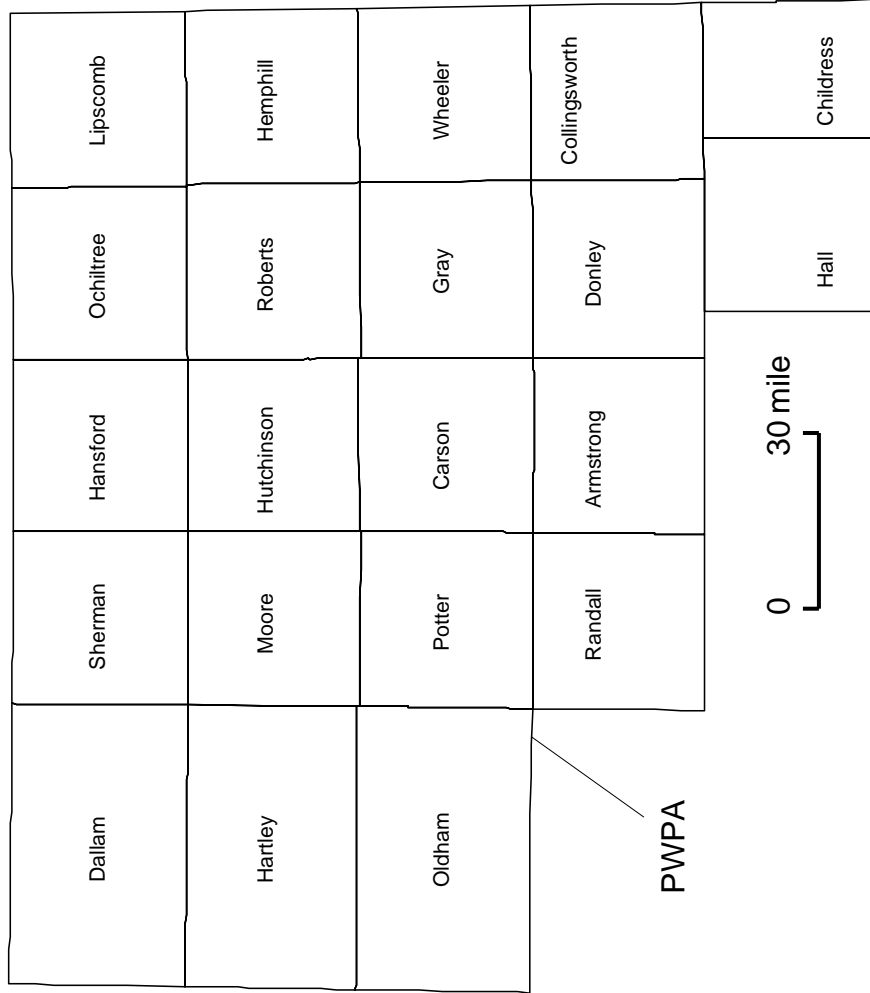 Dallam
Sherman
Hansford
Ochiltree
Lipscomb
Hartley
Moore
Hutchinson
Roberts
Hemphill
Oldham
Potter
Carson
Gray
Wheeler
Randall
Armstrong
Donley
Collingsworth
PWPA
0 30 mile
Hall
Childress